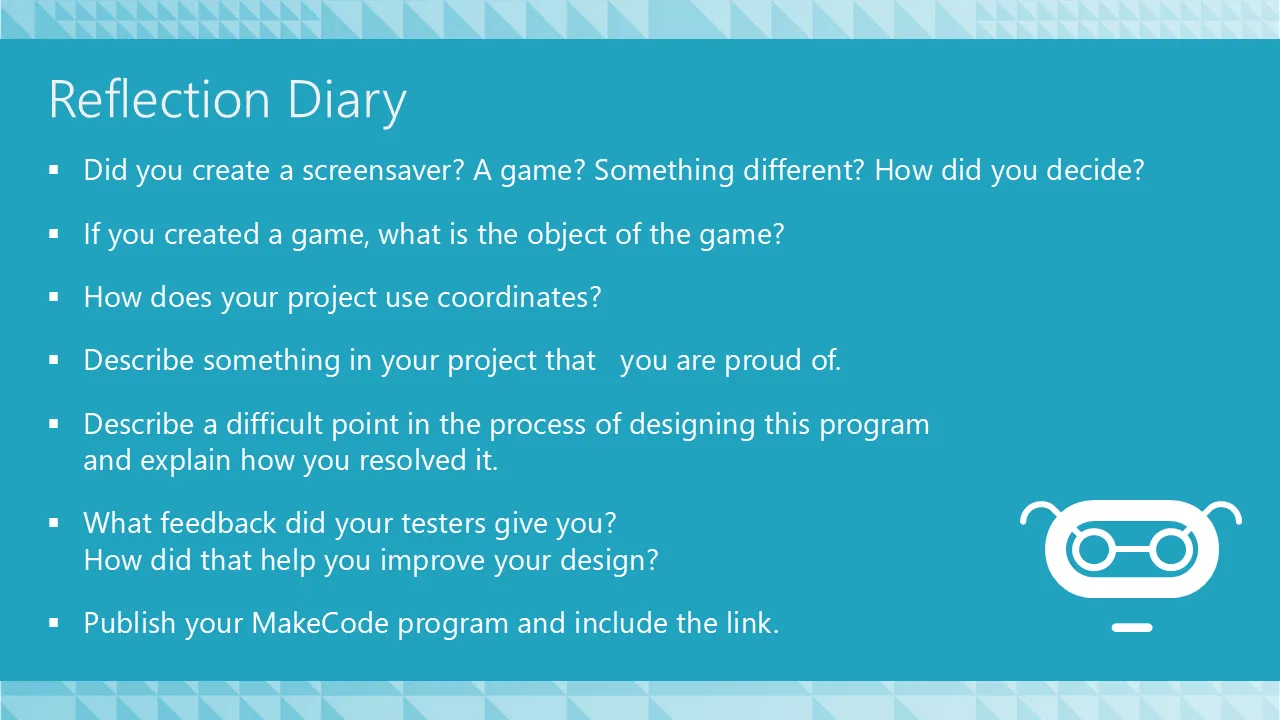 Reflection Diary
▪ Did you create a screensaver? A game? Something different? How did you decide?
▪ If you created a game, what is the object of the game?
▪ How does your project use coordinates?
▪ Describe something in your project that   you are proud of.
▪ Describe a difficult point in the process of designing this program
and explain how you resolved it.
▪ What feedback did your testers give you?
How did that help you improve your design?
▪ Publish your MakeCode program and include the link.